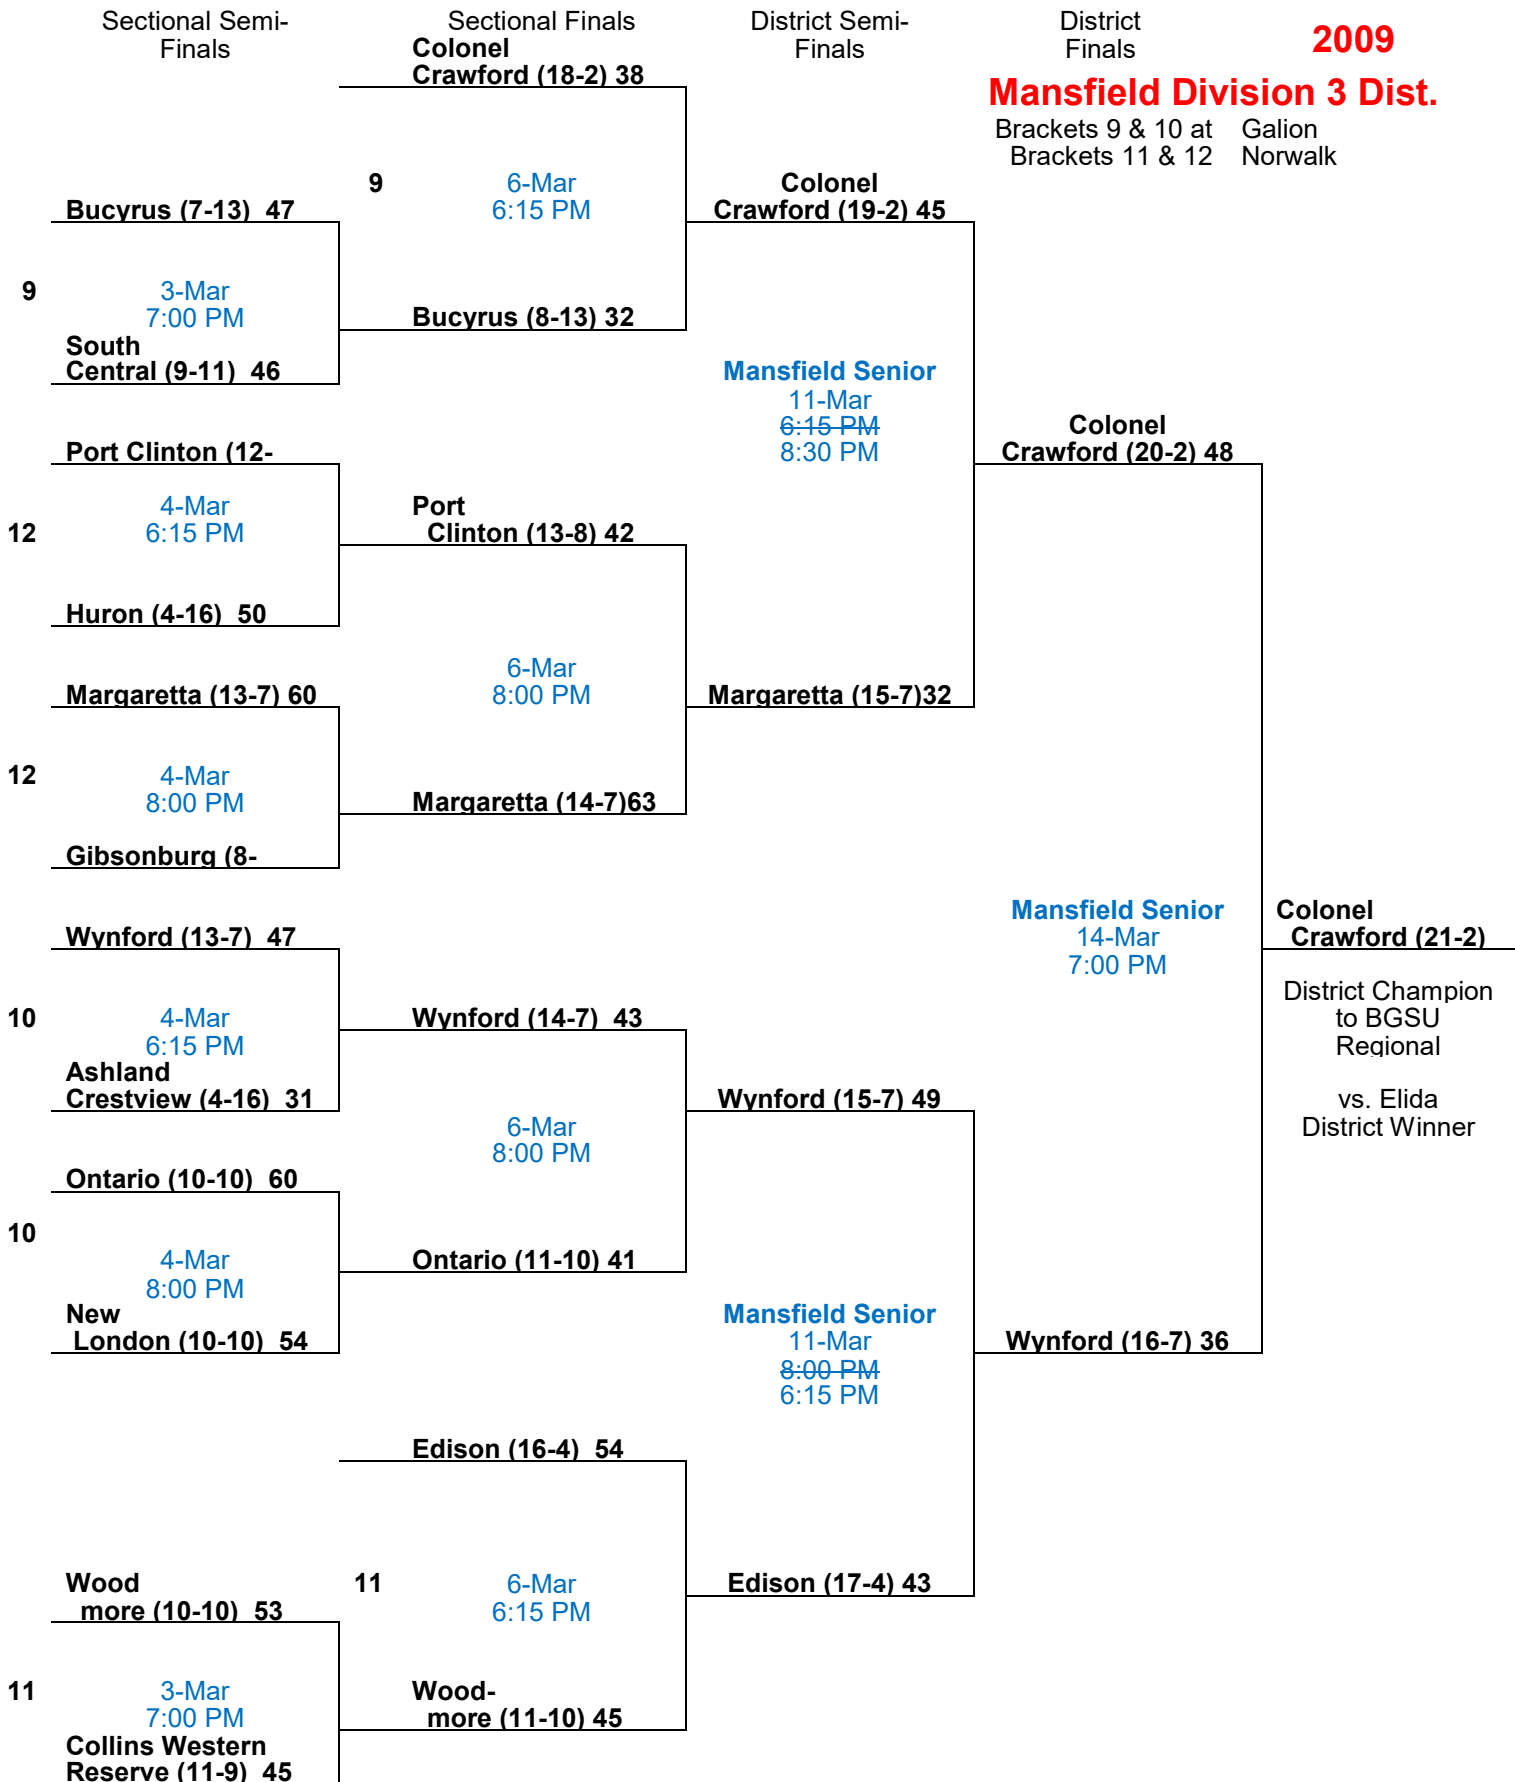 Sectional Semi-
Finals
Sectional Finals
District Semi-
Finals
District
Finals
2009
Mansfield Division 3 Dist.
Brackets 9 & 10 at Galion
Brackets 11 & 12 Norwalk
Colonel
Crawford (18-2) 38
9
6-Mar
6:15 PM
Colonel
Crawford (19-2) 45
Bucyrus (7-13) 47
9
3-Mar
7:00 PM
Bucyrus (8-13) 32
South
Central (9-11) 46
Mansfield Senior
11-Mar
6:15 PM
8:30 PM
Colonel
Crawford (20-2) 48
Port Clinton (12-
12
4-Mar
6:15 PM
Port
Clinton (13-8) 42
Huron (4-16) 50
6-Mar
8:00 PM
Margaretta (13-7) 60
Margaretta (15-7)32
12
4-Mar
8:00 PM
Margaretta (14-7)63
Gibsonburg (8-
Mansfield Senior
14-Mar
7:00 PM
Colonel
Crawford (21-2)
District Champion
to BGSU
Regional
vs. Elida
District Winner
Wynford (13-7) 47
10
4-Mar
6:15 PM
Wynford (14-7) 43
Ashland
Crestview (4-16) 31
Wynford (15-7) 49
6-Mar
8:00 PM
Ontario (10-10) 60
10
4-Mar
8:00 PM
Ontario (11-10) 41
New
London (10-10) 54
Mansfield Senior
11-Mar
8:00 PM
6:15 PM
Wynford (16-7) 36
Edison (16-4) 54
11
6-Mar
6:15 PM
Edison (17-4) 43
Wood
more (10-10) 53
11
3-Mar
7:00 PM
Wood-
more (11-10) 45
Collins Western
Reserve (11-9) 45